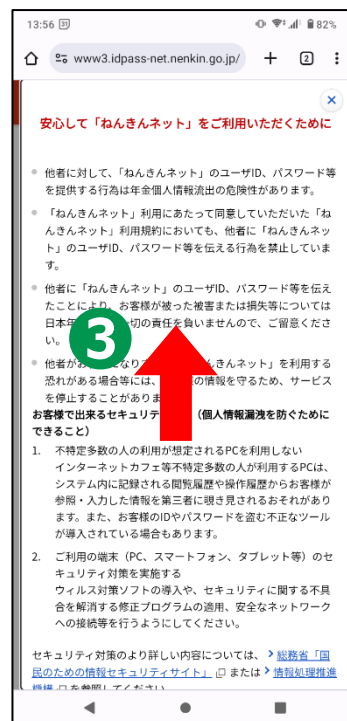 13:56 31 82%
www3.idpass-net.nenkin.go.jp/ + 2
×
安心して「ねんきんネット」をご利用いただくために
他者に対して、「ねんきんネット」のユーザID、パスワード等
を提供する行為は年金個人情報流出の危険性があります。
「ねんきんネット」利用にあたって同意していただいた「ね
んきんネット」利用規約においても、他者に「ねんきんネッ
ト」のユーザID、パスワード等を伝える行為を禁止していま
す。
他者に「ねんきんネット」のユーザID、パスワード等を伝え
たことにより、お客様が被った被害または損失等については
日本年 一切の責任を負いませんので、ご留意くださ
い。
3
他者がお なり きんネット」を利用する
恐れがある場合等には、 の情報を守るため、サービス
を停止することがありま
お客様で出来るセキュリテ （個人情報漏洩を防ぐために
できること）
1. 不特定多数の人の利用が想定されるPCを利用しない
インターネットカフェ等不特定多数の人が利用するPCは、
システム内に記録される閲覧履歴や操作履歴からお客様が
参照・入力した情報を第三者に覗き見されるおそれがあり
ます。また、お客様のIDやパスワードを盗む不正なツール
が導入されている場合もあります。
2. ご利用の端末（PC、スマートフォン、タブレット等）のセ
キュリティ対策を実施する
ウィルス対策ソフトの導入や、セキュリティに関する不具
合を解消する修正プログラムの適用、安全なネットワーク
への接続等を行うようにしてください。
セキュリティ対策のより詳しい内容については、 > 総務省「国
民のための情報セキュリティサイト」 または > 情報処理推進
機構 を参照してください